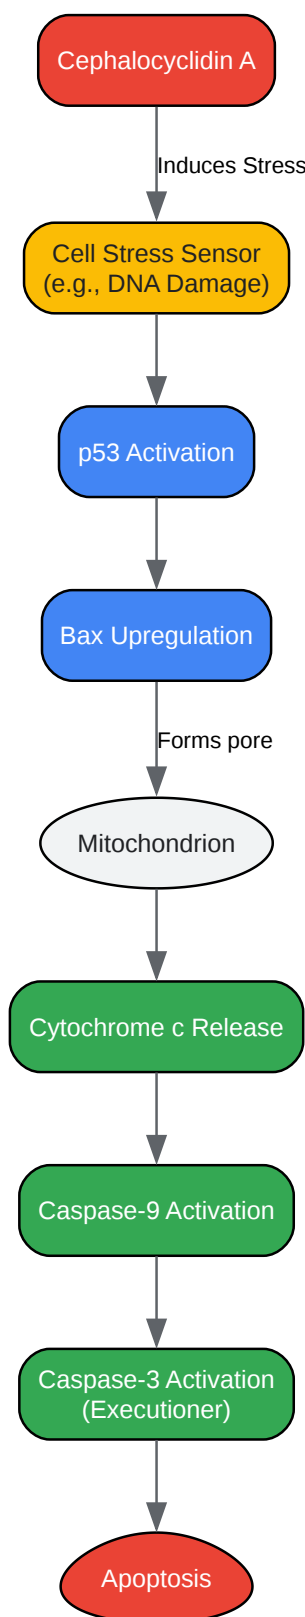 Cephalocyclidin A
Induces Stress
Cell Stress Sensor
(e.g., DNA Damage)
p53 Activation
Bax Upregulation
Forms pore
Mitochondrion
Cytochrome c Release
Caspase-9 Activation
Caspase-3 Activation
(Executioner)
Apoptosis